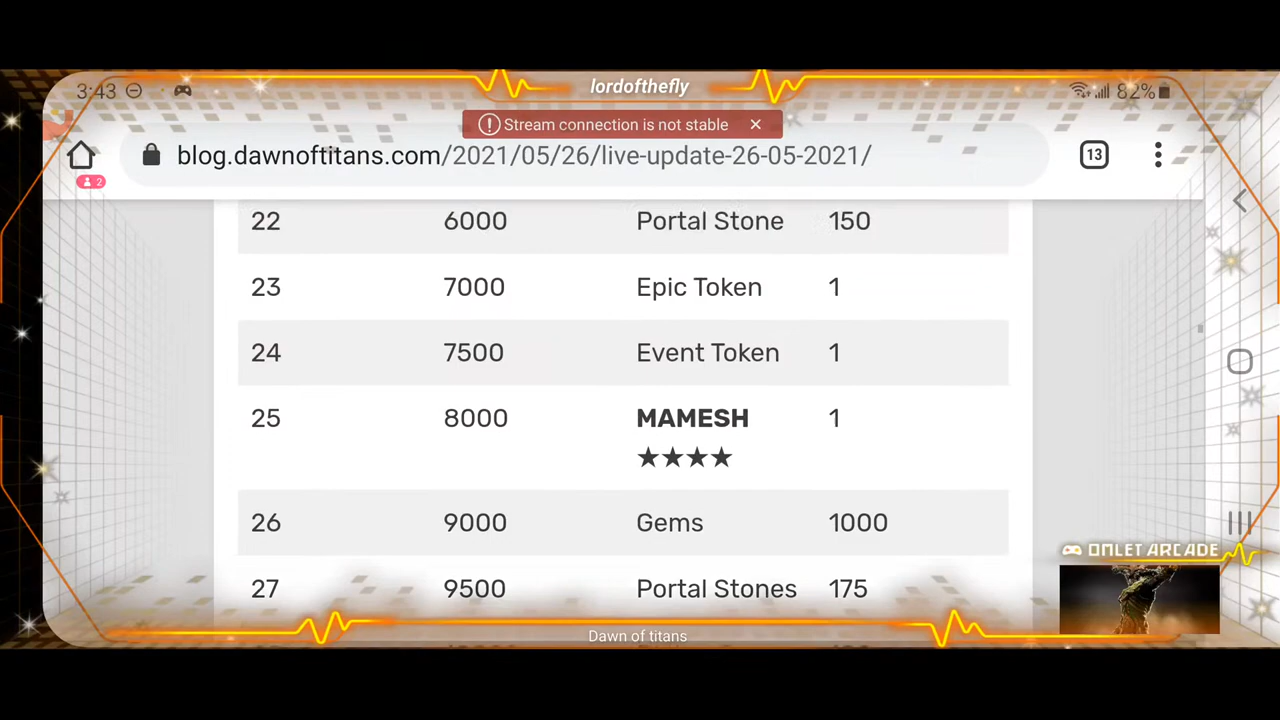 lordofthefly
3:43
82%
Stream connection is not stable
blog.dawnoftitans.com/2021/05/26/live-update-26-05-2021/
13
2
22 6000 Portal Stone 150
23 7000 Epic Token 1
24 7500 Event Token 1
25 8000 MAMESH 1
★★★★
26 9000 Gems 1000
OMLET ARCADE
27 9500 Portal Stones 175
Dawn of titans